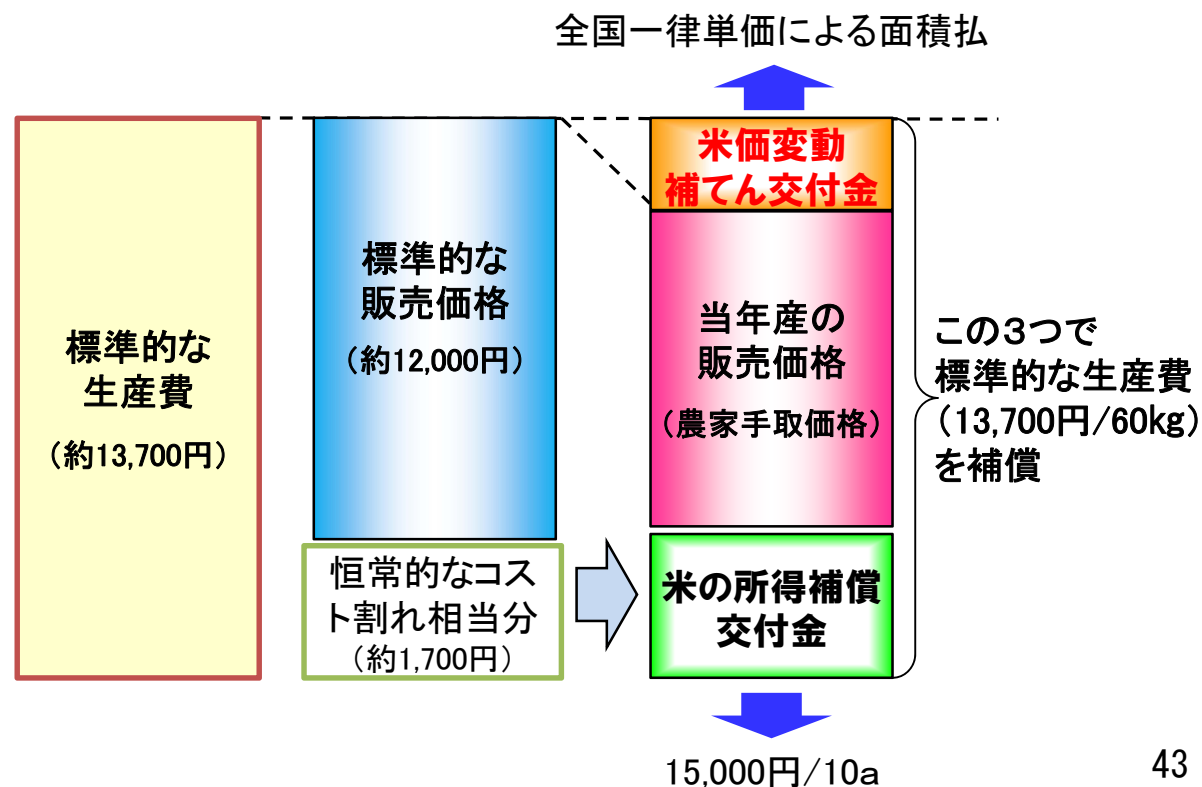 全国一律単価による面積払
標準的な
生産費
（約13,700円）
標準的な
販売価格
（約12,000円）
恒常的なコス
ト割れ相当分
（約1,700円）
米価変動
補てん交付金
当年産の
販売価格
（農家手取価格）
米の所得補償
交付金
この３つで
標準的な生産費
（13,700円/60kg）
を補償
15,000円/10a
43